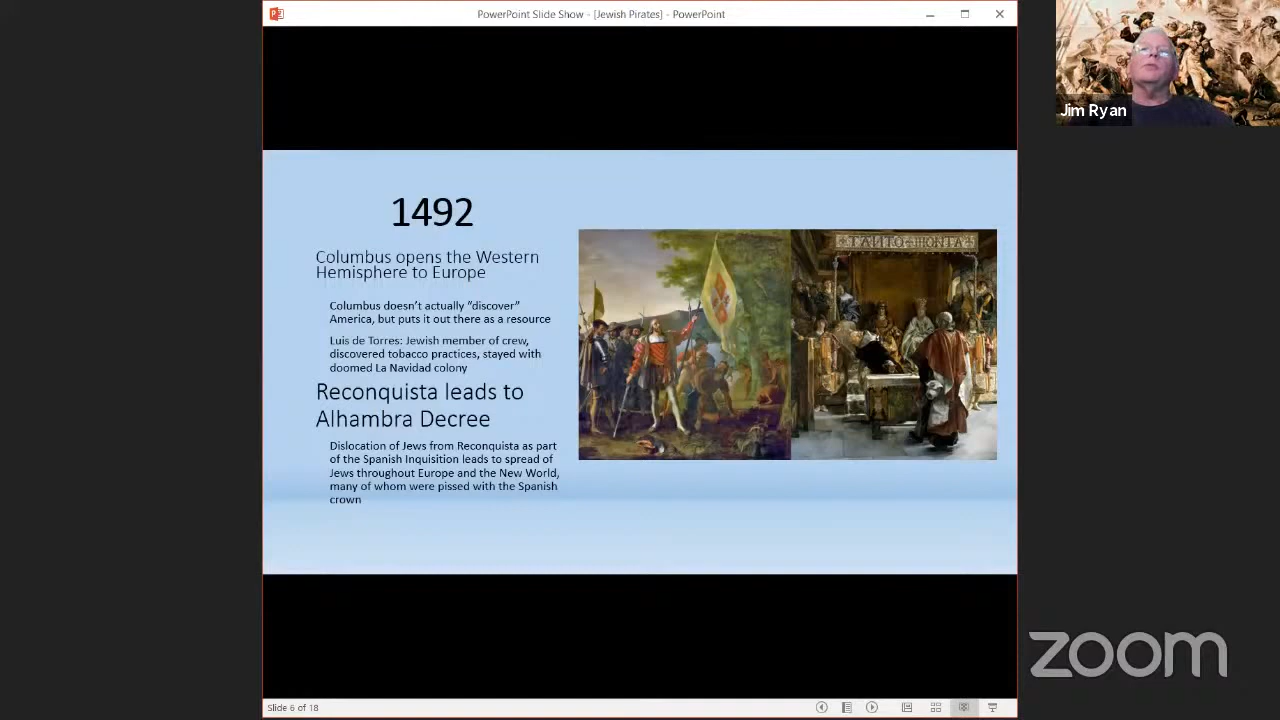 PowerPoint Slide Show - [Jewish Pirates] - PowerPoint
Jim Ryan
1492
Columbus opens the Western
Hemisphere to Europe
Columbus doesn't actually "discover"
America, but puts it out there as a resource
Luis de Torres: Jewish member of crew,
discovered tobacco practices, stayed with
doomed La Navidad colony
Reconquista leads to
Alhambra Decree
Dislocation of Jews from Reconquista as part
of the Spanish Inquisition leads to spread of
Jews throughout Europe and the New World,
many of whom were pissed with the Spanish
crown
zoom
Slide 6 of 18